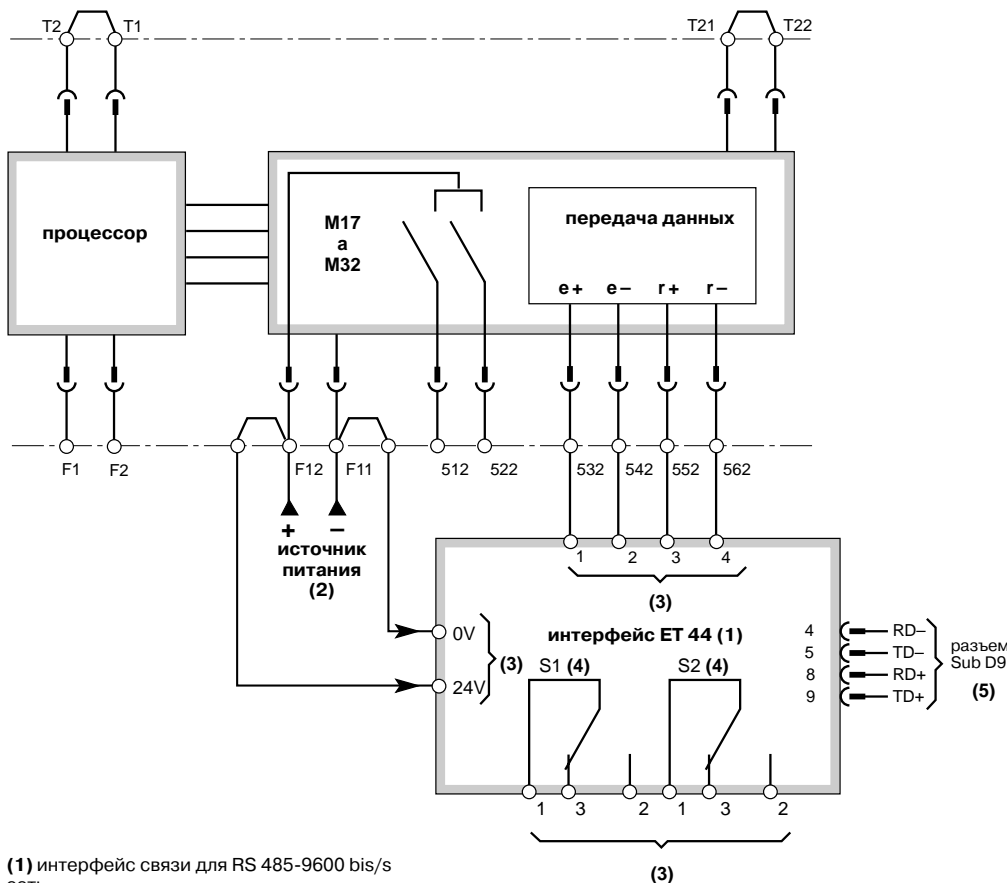 T2 T1 T21 T22
процессор
M17
а
M32
передача данных
e+ e– r+ r–
F1 F2 F12 F11 512 522 532 542 552 562
+ –
источник
питания
(2)
1 2 3 4
(3)
0V
24V
(3)
интерфейс ET 44 (1)
S1 (4) S2 (4)
4 RD–
5 TD–
8 RD+
9 TD+
разъем
Sub D9
(5)
1 3 2 1 3 2
(3)
(1) интерфейс связи для RS 485-9600 bis/s